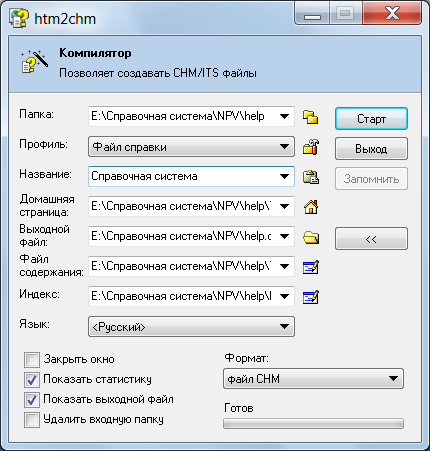 htm2chm
Компилятор
Позволяет создавать CHM/ITS файлы
Папка:
E:\Справочная система\NPV\help
Старт
Профиль:
Файл справки
Выход
Название:
Справочная система
Запомнить
Домашняя
страница:
E:\Справочная система\NPV\help\
Выходной
файл:
E:\Справочная система\NPV\help.c
<<
Файл
содержания:
E:\Справочная система\NPV\help\
Индекс:
E:\Справочная система\NPV\help\I
Язык:
<Русский>
Закрыть окно
Формат:
Показать статистику
Файл CHM
Показать выходной файл
Готов
Удалить входную папку